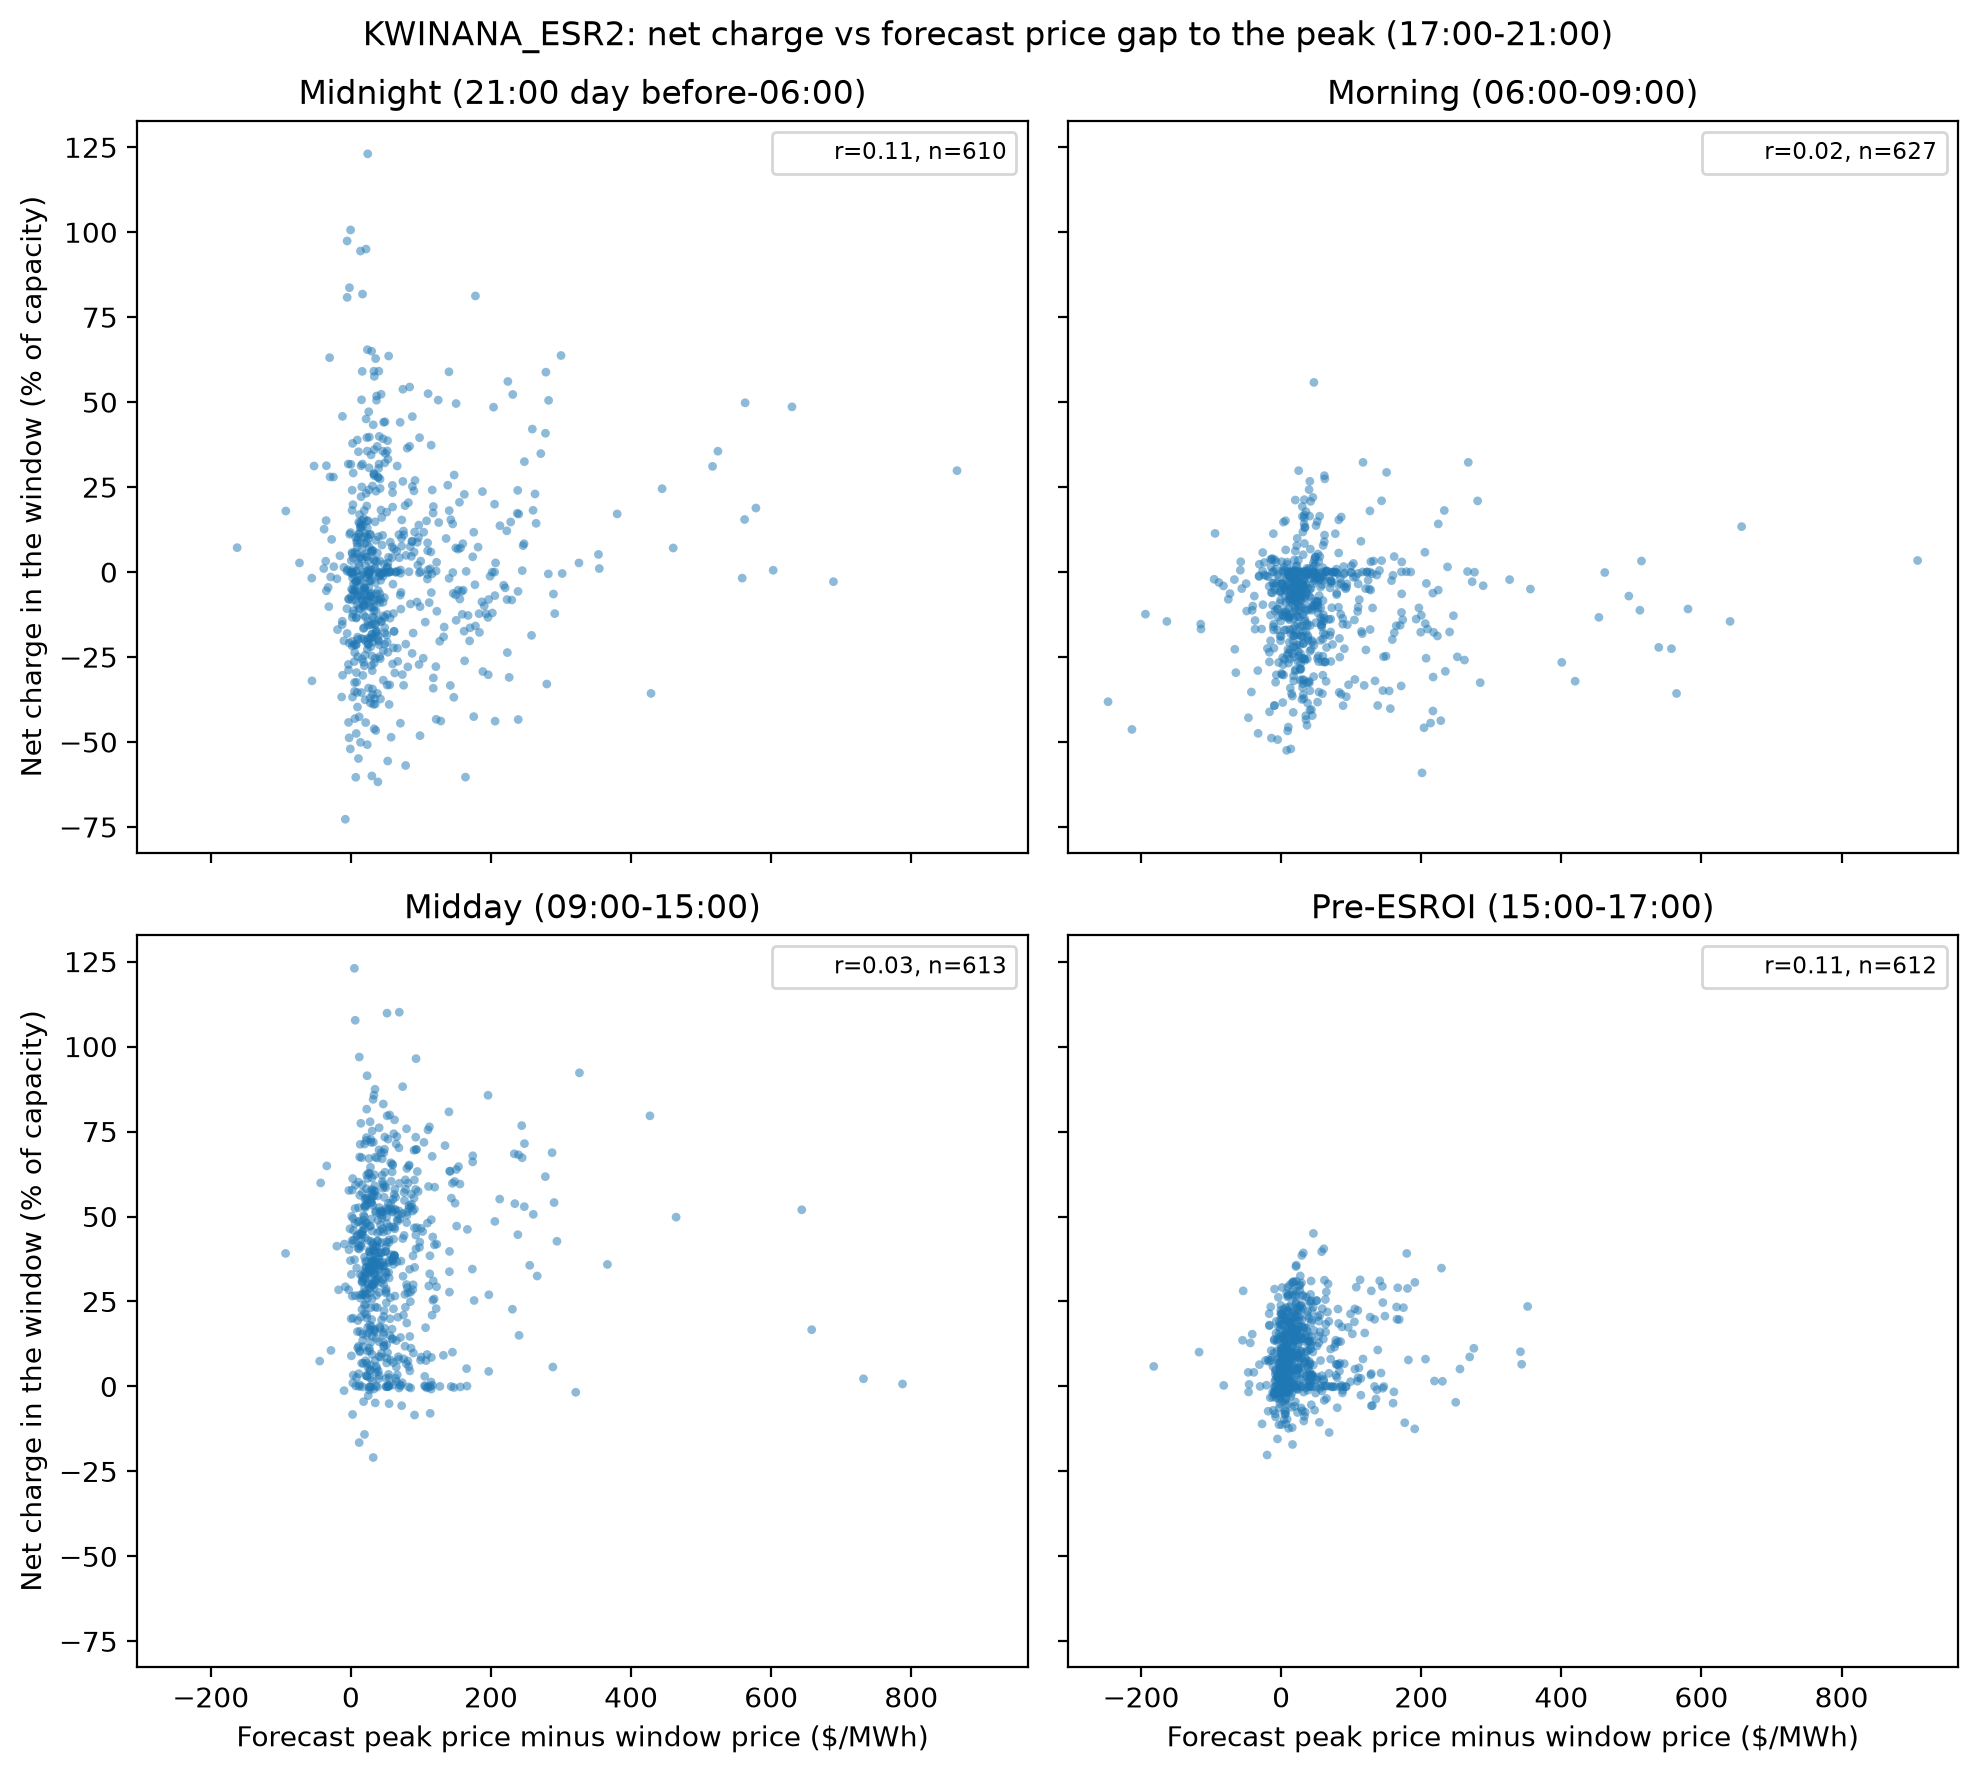 KWINANA_ESR2: net charge vs forecast price gap to the peak (17:00-21:00)
Midnight (21:00 day before-06:00)
Morning (06:00-09:00)
r=0.11, n=610
r=0.02, n=627
125
100
75
50
25
0
−25
−50
−75
Net charge in the window (% of capacity)
Midday (09:00-15:00)
Pre-ESROI (15:00-17:00)
r=0.03, n=613
r=0.11, n=612
125
100
75
50
25
0
−25
−50
−75
Net charge in the window (% of capacity)
−200 0 200 400 600 800
−200 0 200 400 600 800
Forecast peak price minus window price ($/MWh)
Forecast peak price minus window price ($/MWh)